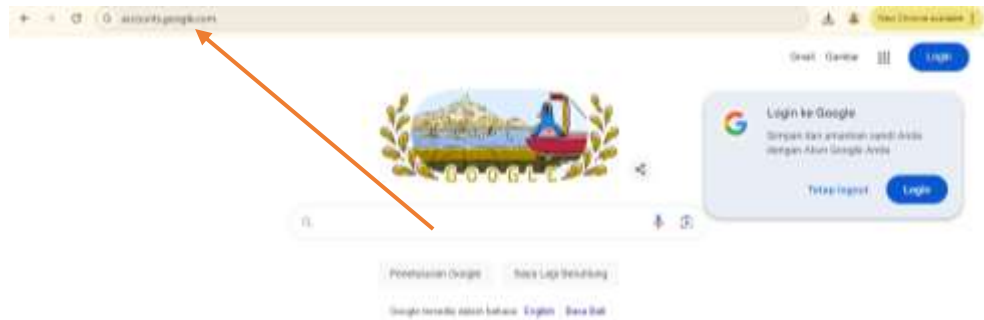 accounts.google.com
New Chrome available
Gmail Gambar
Login
Login ke Google
Simpan dan amankan sandi Anda
dengan Akun Google Anda
Tetap logout
Login
GOOGLE
Penelusuran Google
Saya Lagi Beruntung
Google tersedia dalam bahasa: English Basa Bali